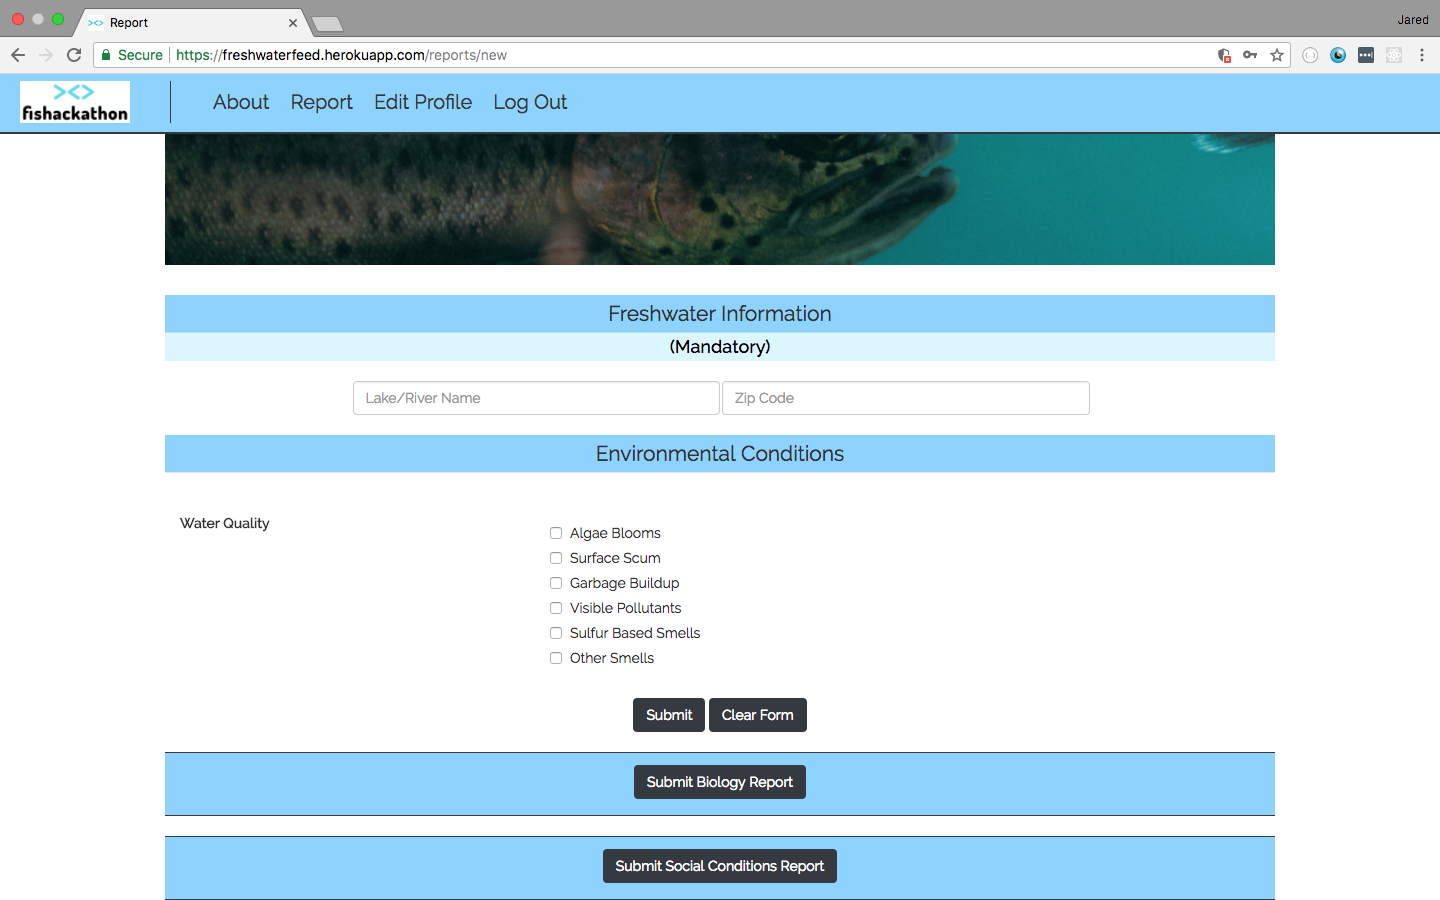 Report
Jared
Secure
https://freshwaterfeed.herokuapp.com/reports/new
fishackathon
About
Report
Edit Profile
Log Out
Freshwater Information
(Mandatory)
Lake/River Name
Zip Code
Environmental Conditions
Water Quality
Algae Blooms
Surface Scum
Garbage Buildup
Visible Pollutants
Sulfur Based Smells
Other Smells
Submit
Clear Form
Submit Biology Report
Submit Social Conditions Report